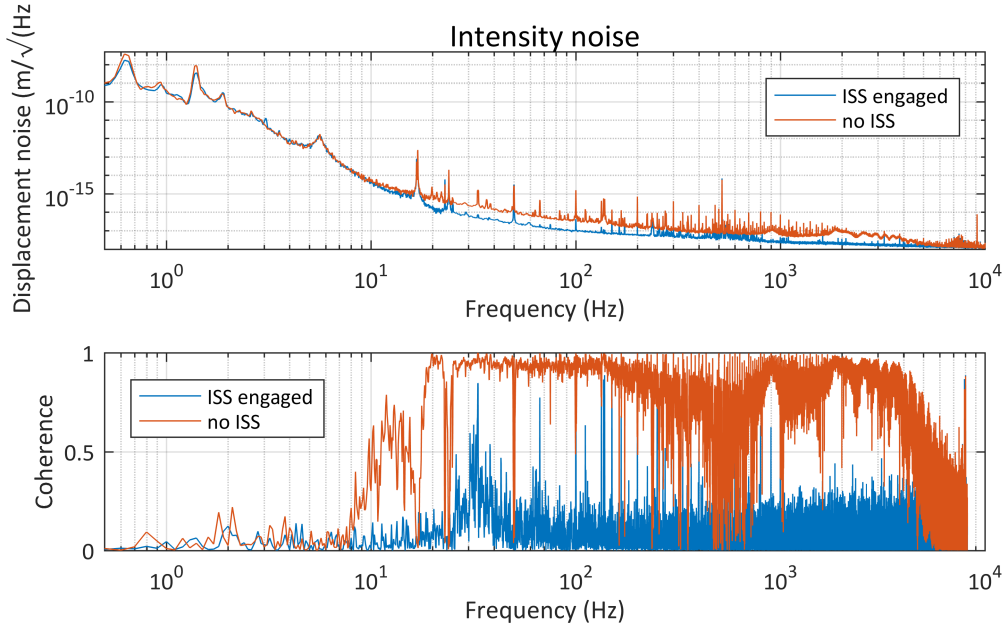 Intensity noise
Displacement noise (m/√(Hz
10^-10
10^-15
ISS engaged
no ISS
10^0 10^1 10^2 10^3 10^4
Frequency (Hz)
Coherence
1
0.5
0
ISS engaged
no ISS
10^0 10^1 10^2 10^3 10^4
Frequency (Hz)